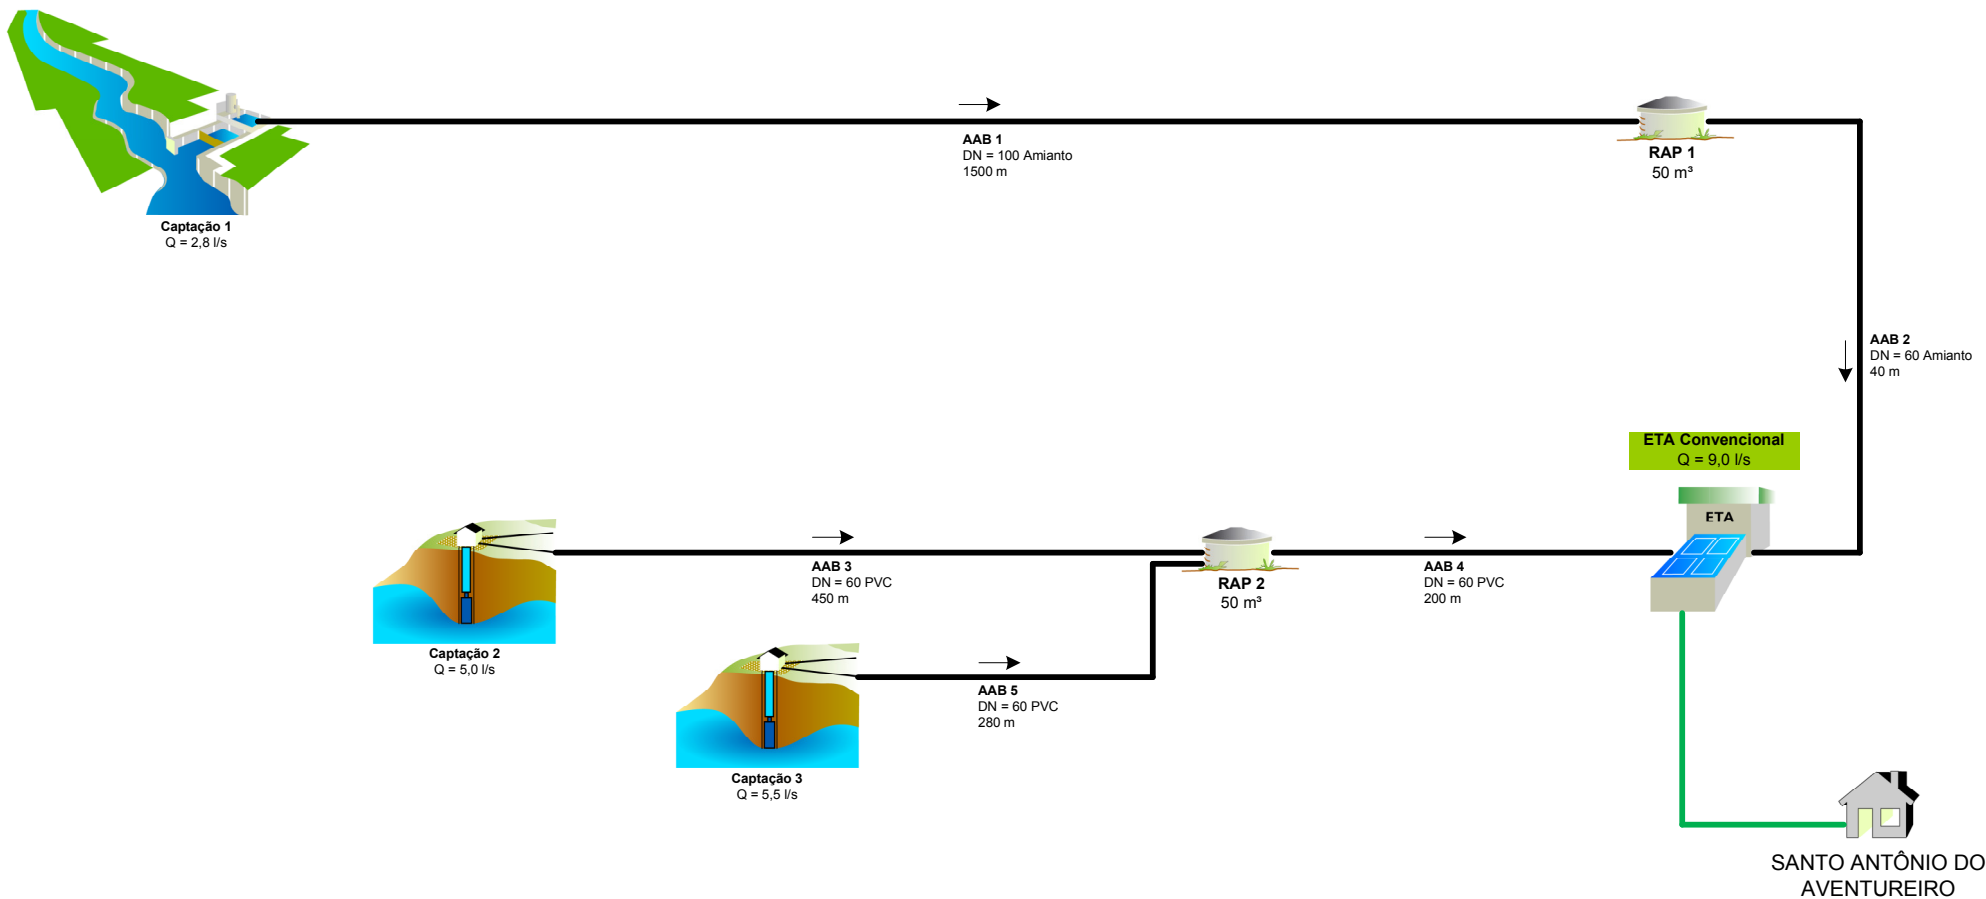 AAB 1
DN = 100 Amianto
1500 m
RAP 1
50 m³
Captação 1
Q = 2,8 l/s
AAB 2
DN = 60 Amianto
40 m
ETA Convencional
Q = 9,0 l/s
ETA
AAB 3
DN = 60 PVC
450 m
RAP 2
50 m³
AAB 4
DN = 60 PVC
200 m
Captação 2
Q = 5,0 l/s
AAB 5
DN = 60 PVC
280 m
Captação 3
Q = 5,5 l/s
SANTO ANTÔNIO DO
AVENTUREIRO